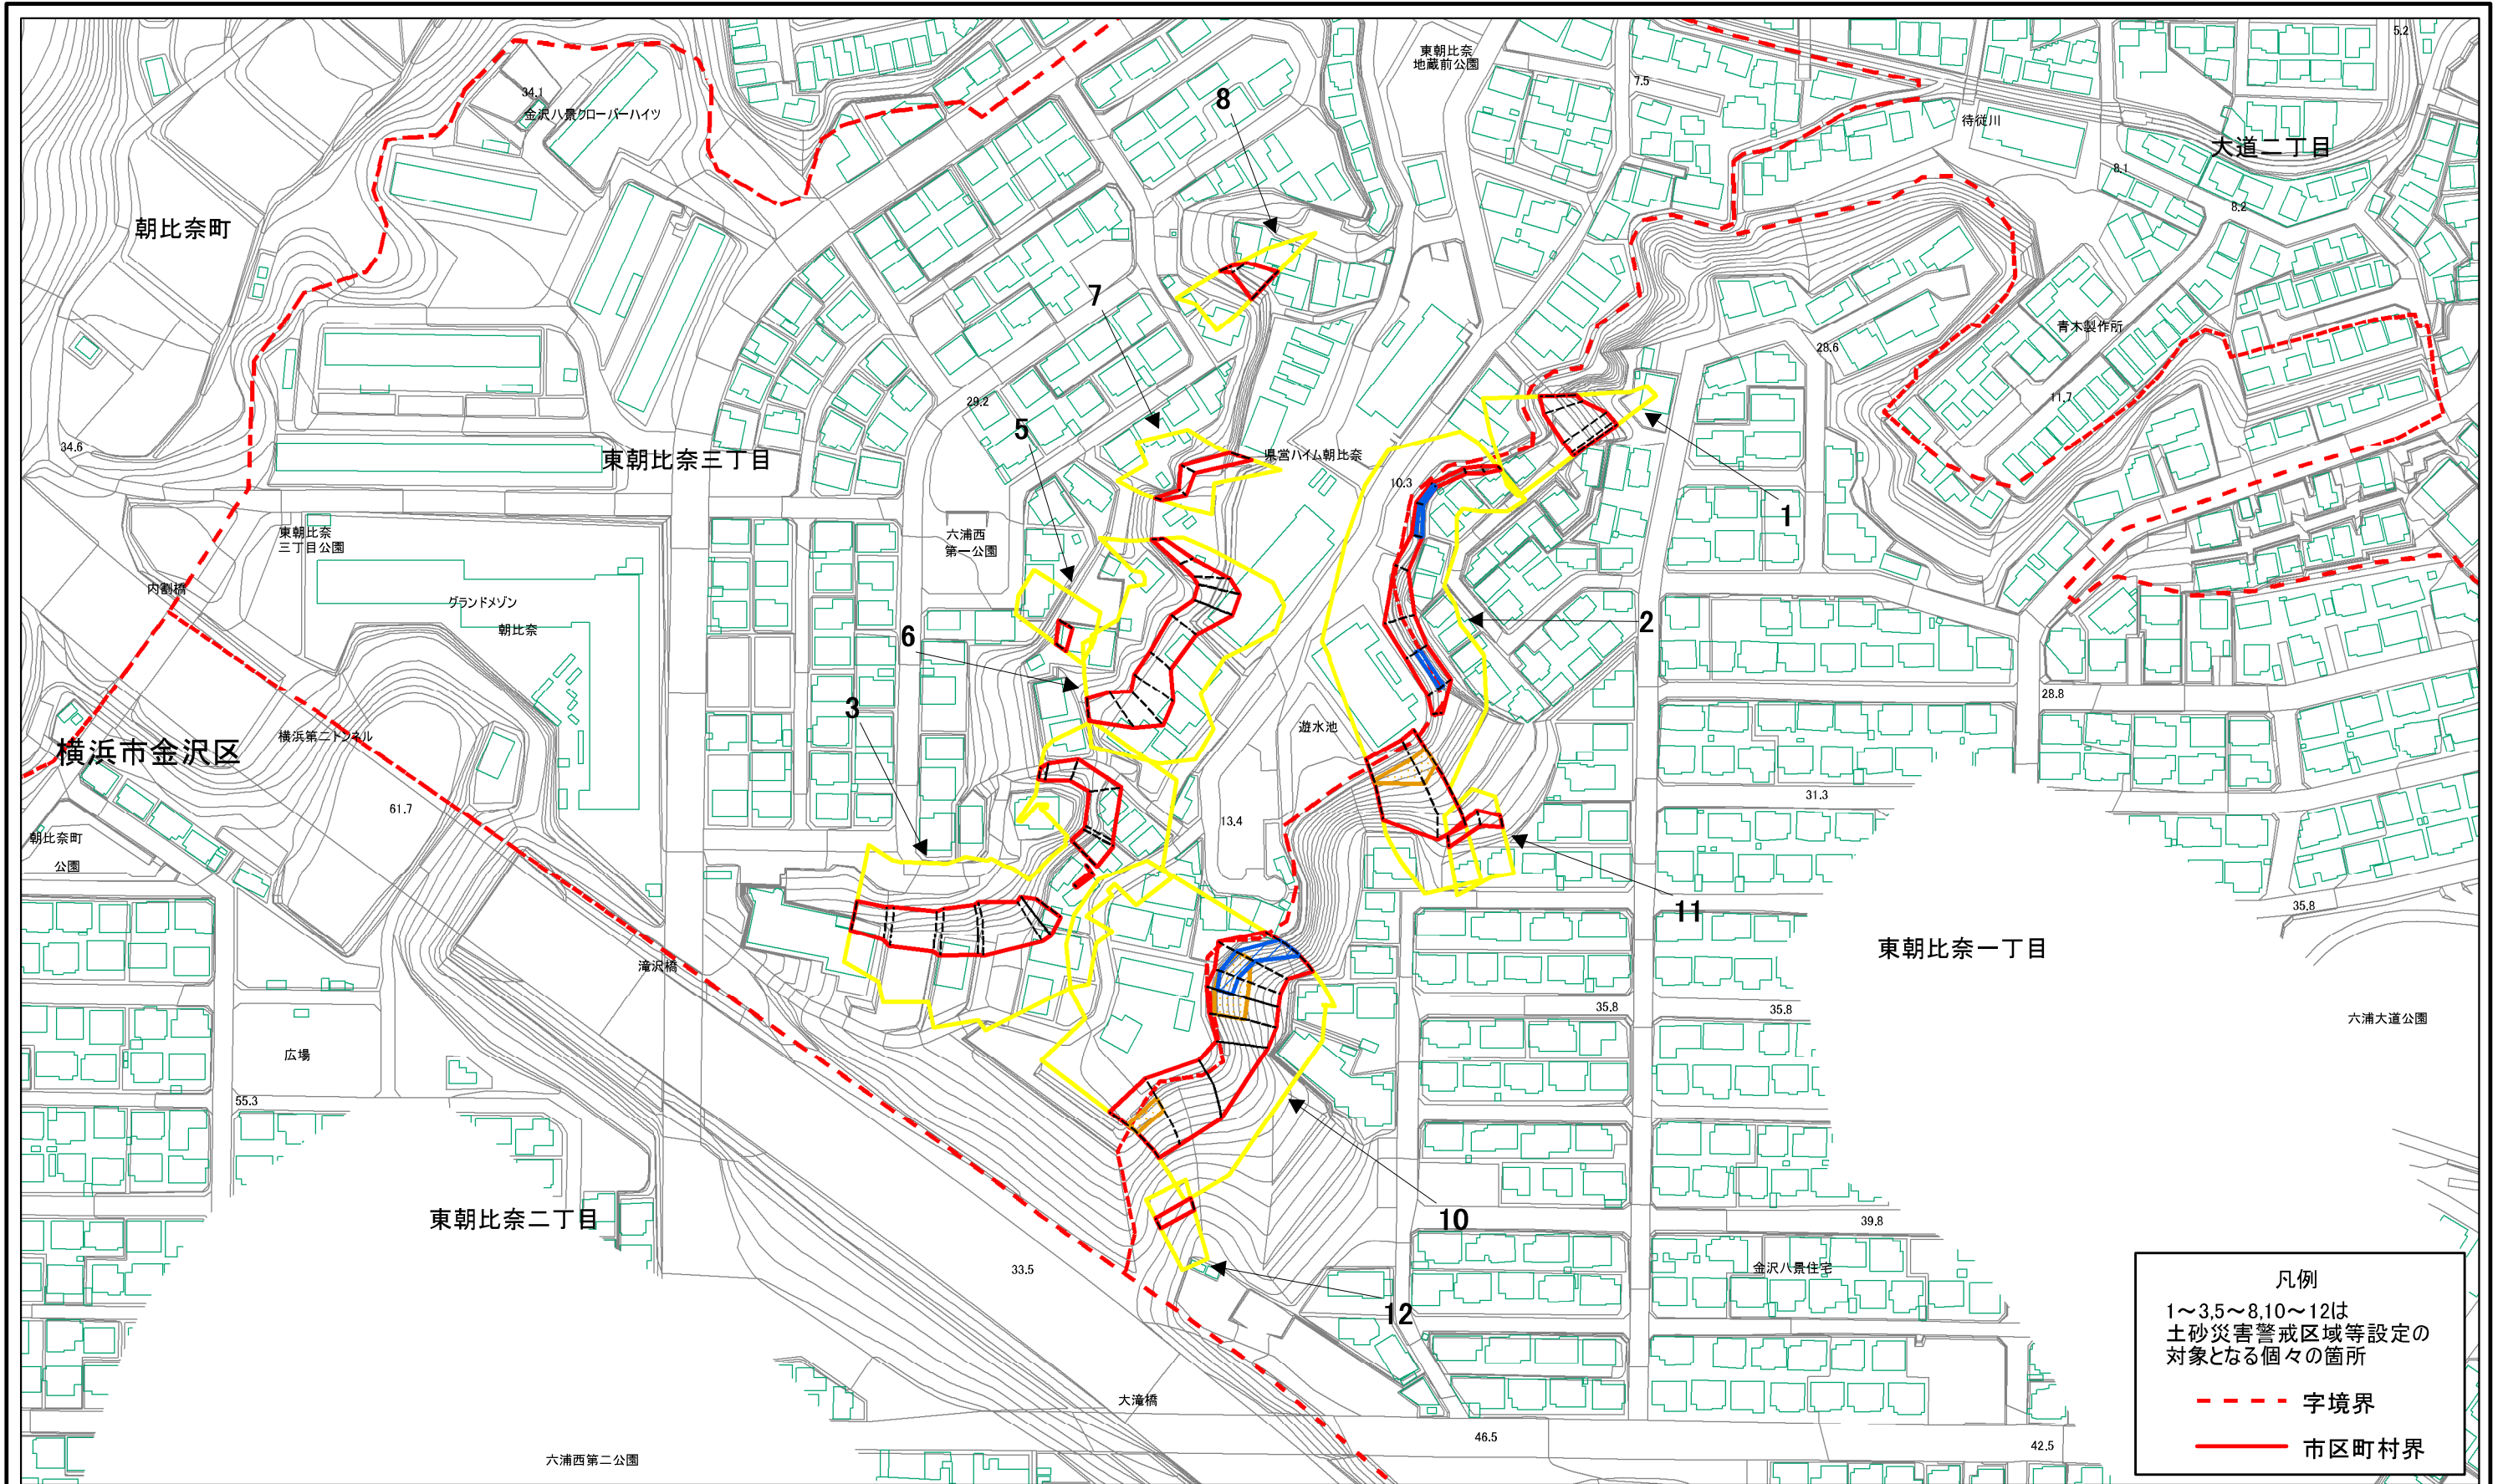 東朝比奈
地蔵前公園
5.2
7.5
34.1
金沢八景クローバーハイツ
8
待従川
大道二丁目
8.1
8.2
朝比奈町
7
青木製作所
28.6
11.7
29.2
5
34.6
東朝比奈三丁目
県営ハイム朝比奈
10.3
1
東朝比奈
三丁目公園
六浦西
第一公園
内割橋
グランドメゾン
朝比奈
6
2
3
28.8
遊水池
横浜第二トンネル
横浜市金沢区
61.7
31.3
13.4
朝比奈町
公園
11
35.8
東朝比奈一丁目
滝沢橋
35.8
35.8
六浦大道公園
広場
55.3
東朝比奈二丁目
10
39.8
33.5
金沢八景住宅
12
大滝橋
46.5
42.5
六浦西第二公園
凡例
1～3,5～8,10～12は
土砂災害警戒区域等設定の
対象となる個々の箇所
字境界
市区町村界